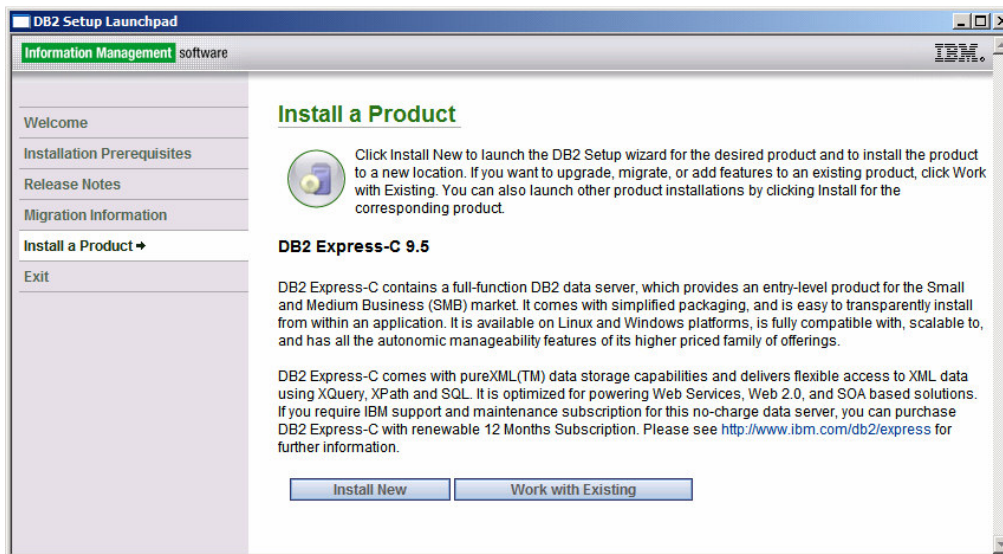 DB2 Setup Launchpad
Information Management software
IBM.
Welcome
Installation Prerequisites
Release Notes
Migration Information
Install a Product
Exit
Install a Product
Click Install New to launch the DB2 Setup wizard for the desired product and to install the product
to a new location. If you want to upgrade, migrate, or add features to an existing product, click Work
with Existing. You can also launch other product installations by clicking Install for the
corresponding product.
DB2 Express-C 9.5
DB2 Express-C contains a full-function DB2 data server, which provides an entry-level product for the Small
and Medium Business (SMB) market. It comes with simplified packaging, and is easy to transparently install
from within an application. It is available on Linux and Windows platforms, is fully compatible with, scalable to,
and has all the autonomic manageability features of its higher priced family of offerings.
DB2 Express-C comes with pureXML(TM) data storage capabilities and delivers flexible access to XML data
using XQuery, XPath and SQL. It is optimized for powering Web Services, Web 2.0, and SOA based solutions.
If you require IBM support and maintenance subscription for this no-charge data server, you can purchase
DB2 Express-C with renewable 12 Months Subscription. Please see http://www.ibm.com/db2/express for
further information.
Install New
Work with Existing